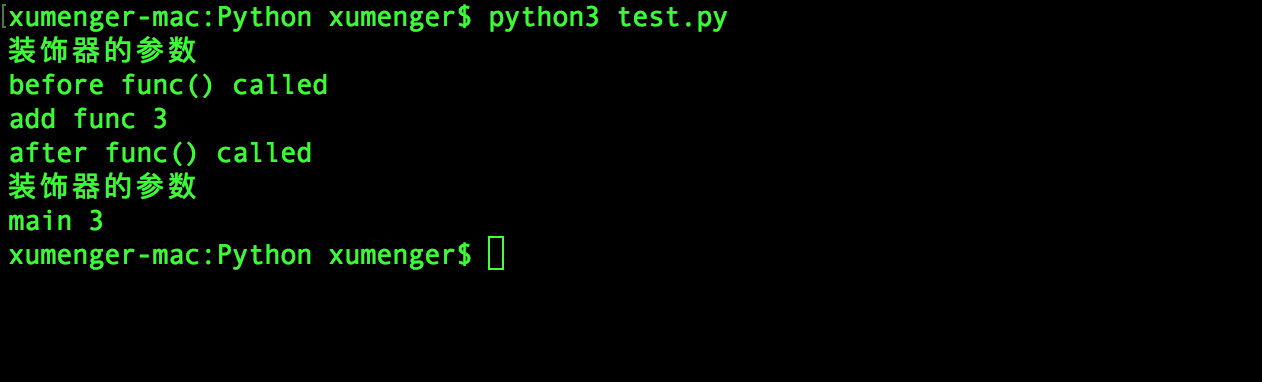 [xumenger-mac:Python xumenger$ python3 test.py
装饰器的参数
before func() called
add func 3
after func() called
装饰器的参数
main 3
xumenger-mac:Python xumenger$